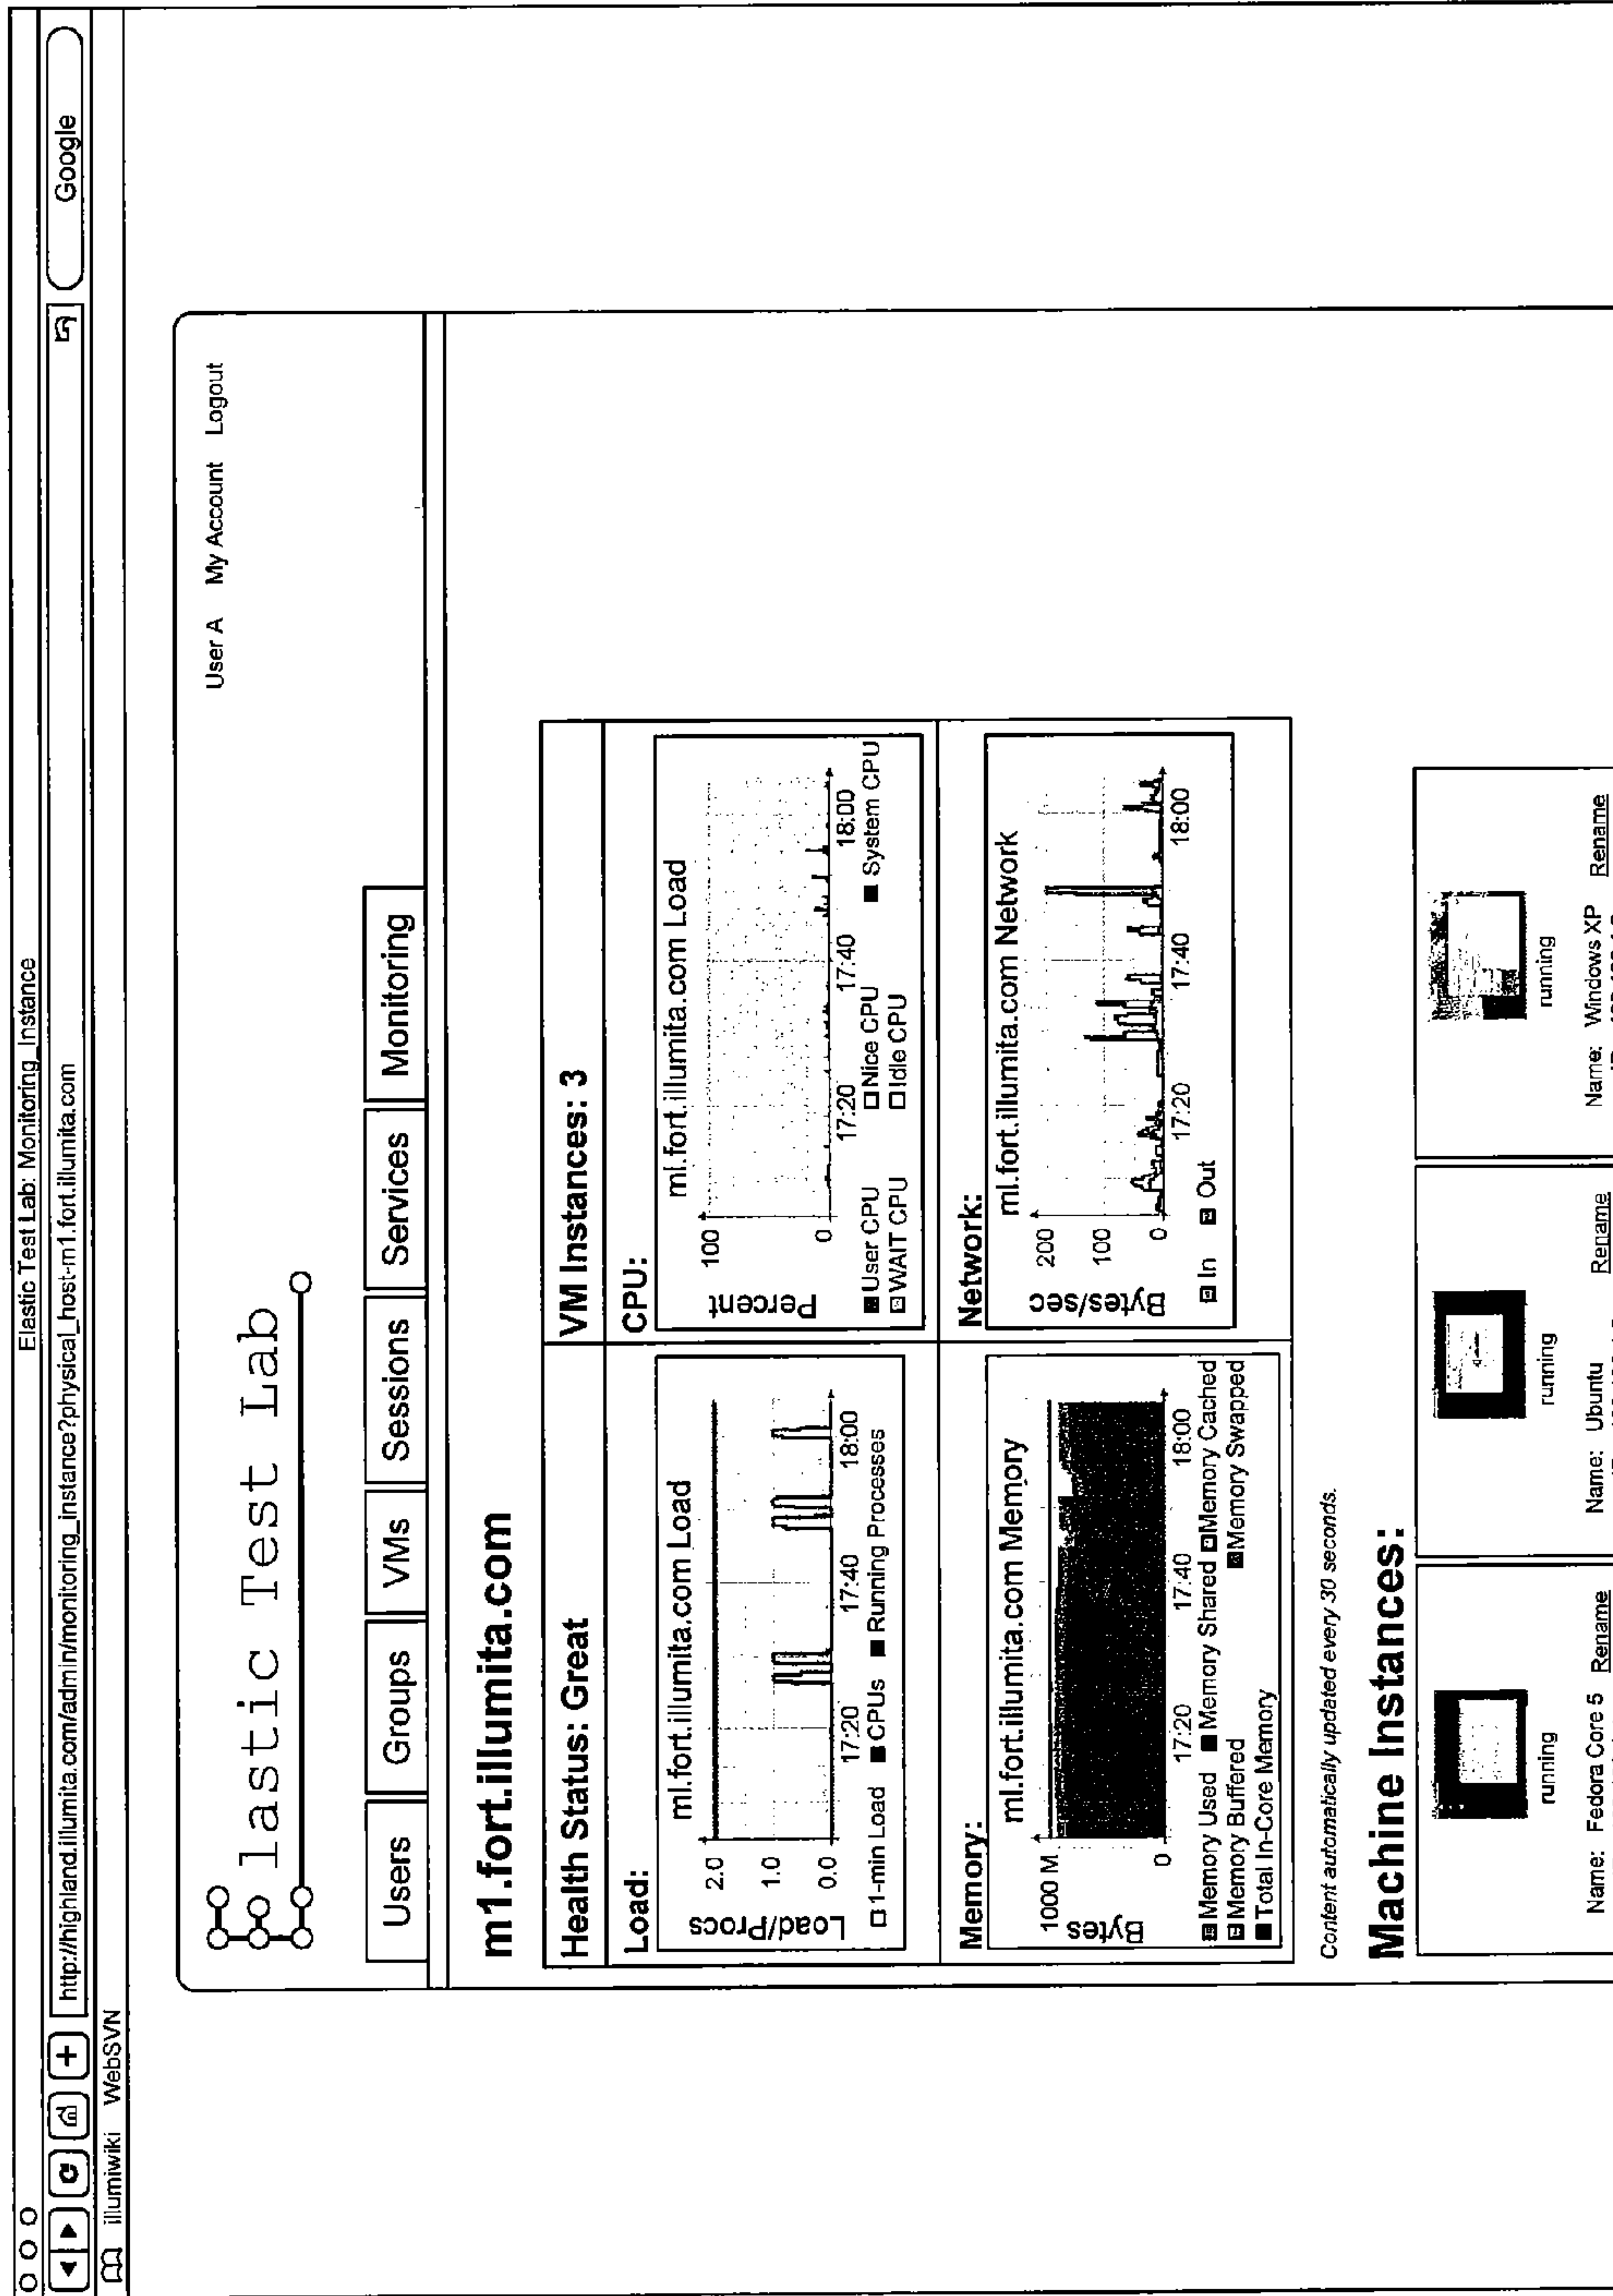 Elastic Test Lab: Monitoring_Instance
http://highland.illumita.com/admin/monitoring_instance?physical_host-m1.fort.illumita.com
Google
illumiwiki WebSVN
User A My Account Logout
lastic Test Lab
Users Groups VMs Sessions Services Monitoring
m1.fort.illumita.com
Health Status: Great
VM Instances: 3
Load:
ml.fort.illumita.com Load
Load/Procs
2.0
1.0
0.0
17:20 17:40 18:00
1-min Load CPUs Running Processes
CPU:
ml.fort.illumita.com Load
Percent
100
0
17:20 17:40 18:00
User CPU Nice CPU System CPU
WAIT CPU Idle CPU
Memory:
ml.fort.illumita.com Memory
Bytes
1000 M
0
17:20 17:40 18:00
Memory Used Memory Shared Memory Cached
Memory Buffered Memory Swapped
Total In-Core Memory
Network:
ml.fort.illumita.com Network
Bytes/sec
200
100
0
17:20 17:40 18:00
In Out
Content automatically updated every 30 seconds.
Machine Instances:
running
Name: Fedora Core 5 Rename
running
Name: Ubuntu Rename
running
Name: Windows XP Rename